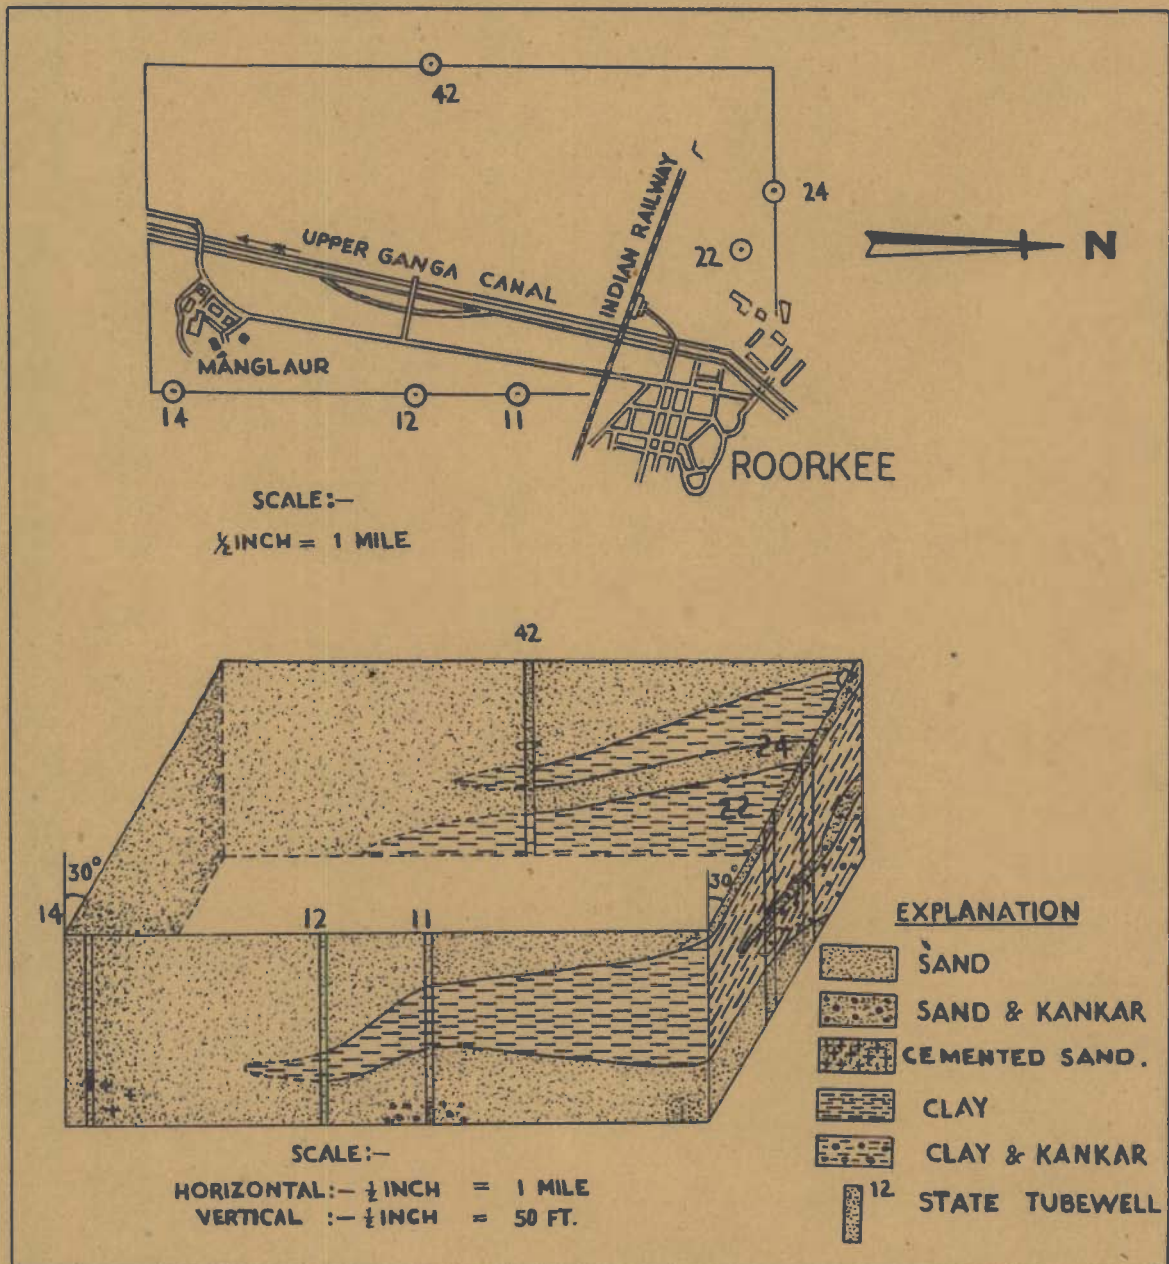 42
24
22
N
UPPER GANGA CANAL
INDIAN RAILWAY
MANGLAUR
14
12
11
ROORKEE
SCALE:-
½ INCH = 1 MILE
42
24
22
30°
30°
14
12
11
EXPLANATION
SAND
SAND & KANKAR
CEMENTED SAND.
CLAY
CLAY & KANKAR
12
STATE TUBEWELL
SCALE:-
HORIZONTAL:- ½ INCH = 1 MILE
VERTICAL :- ½ INCH = 50 FT.